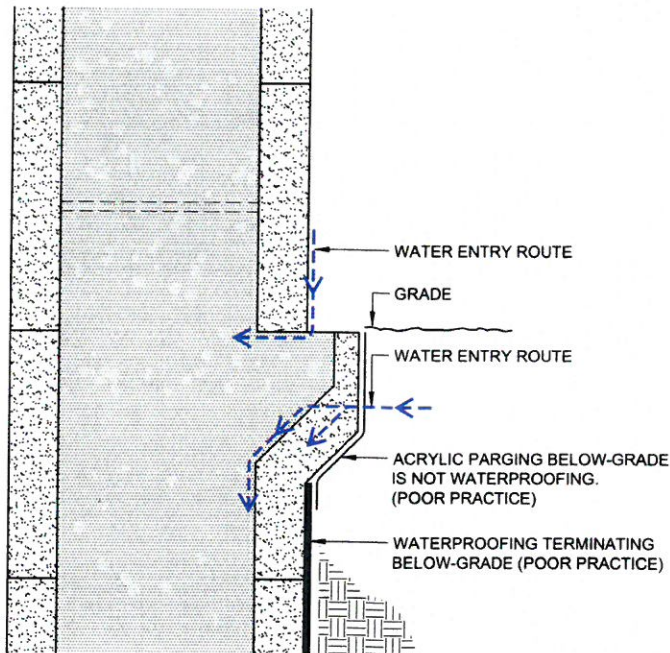 WATER ENTRY ROUTE
GRADE
WATER ENTRY ROUTE
ACRYLIC PARGING BELOW-GRADE
IS NOT WATERPROOFING.
(POOR PRACTICE)
WATERPROOFING TERMINATING
BELOW-GRADE (POOR PRACTICE)